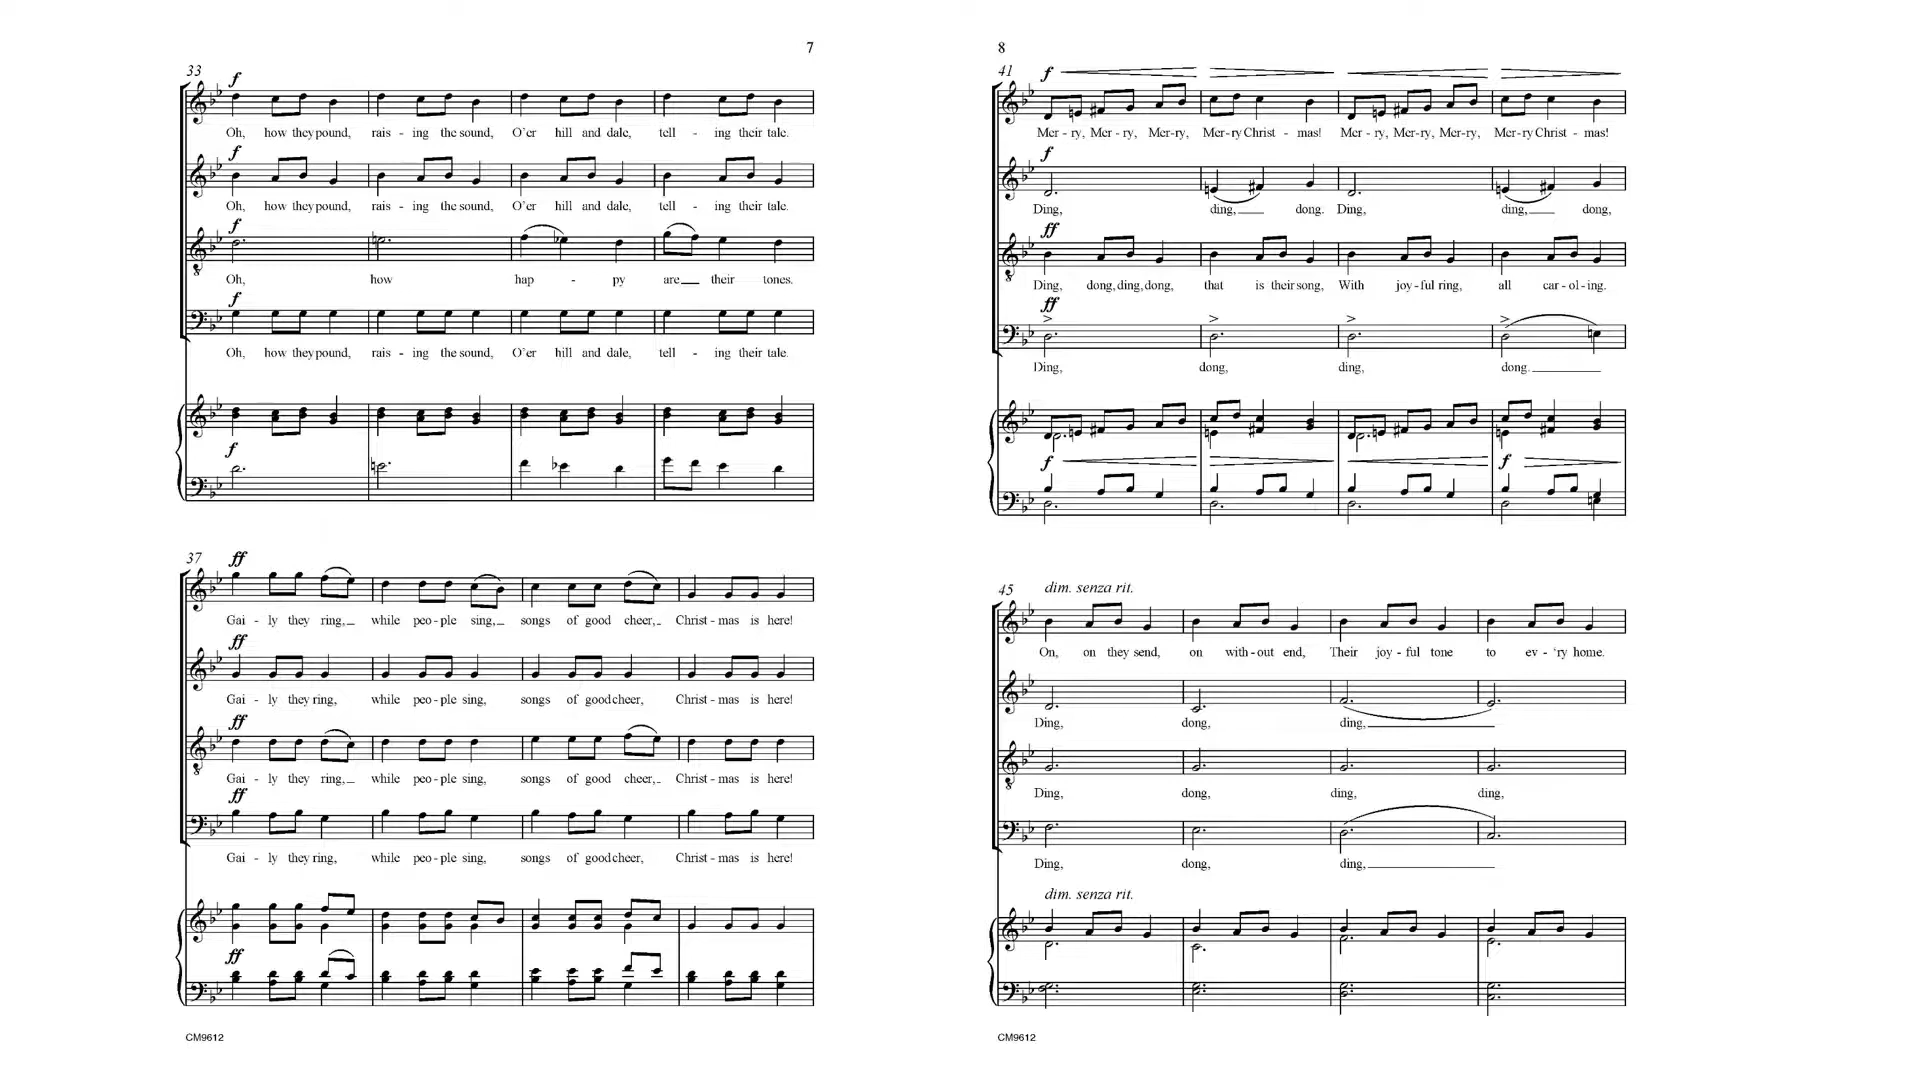 7
33
f
Oh, how they pound, rais - ing the sound, O'er hill and dale, tell - ing their tale.
f
Oh, how they pound, rais - ing the sound, O'er hill and dale, tell - ing their tale.
f
Oh, how hap - py are their tones.
f
Oh, how they pound, rais - ing the sound, O'er hill and dale, tell - ing their tale.
f
37
ff
Gai - ly they ring, while peo - ple sing, songs of good cheer, Christ - mas is here!
ff
Gai - ly they ring, while peo - ple sing, songs of good cheer, Christ - mas is here!
ff
Gai - ly they ring, while peo - ple sing, songs of good cheer, Christ - mas is here!
ff
Gai - ly they ring, while peo - ple sing, songs of good cheer, Christ - mas is here!
ff
CM9612
8
41
f
Mer - ry, Mer - ry, Mer - ry, Mer - ry Christ - mas! Mer - ry, Mer - ry, Mer - ry, Mer - ry Christ - mas!
f
Ding, ding, dong. Ding, ding, dong,
ff
Ding, dong, ding, dong, that is their song, With joy - ful ring, all car - ol - ing.
ff
Ding, dong, ding, dong.
f f
45
dim. senza rit.
On, on they send, on with - out end, Their joy - ful tone to ev - 'ry home.
Ding, dong, ding,
Ding, dong, ding, ding,
Ding, dong, ding,
dim. senza rit.
CM9612